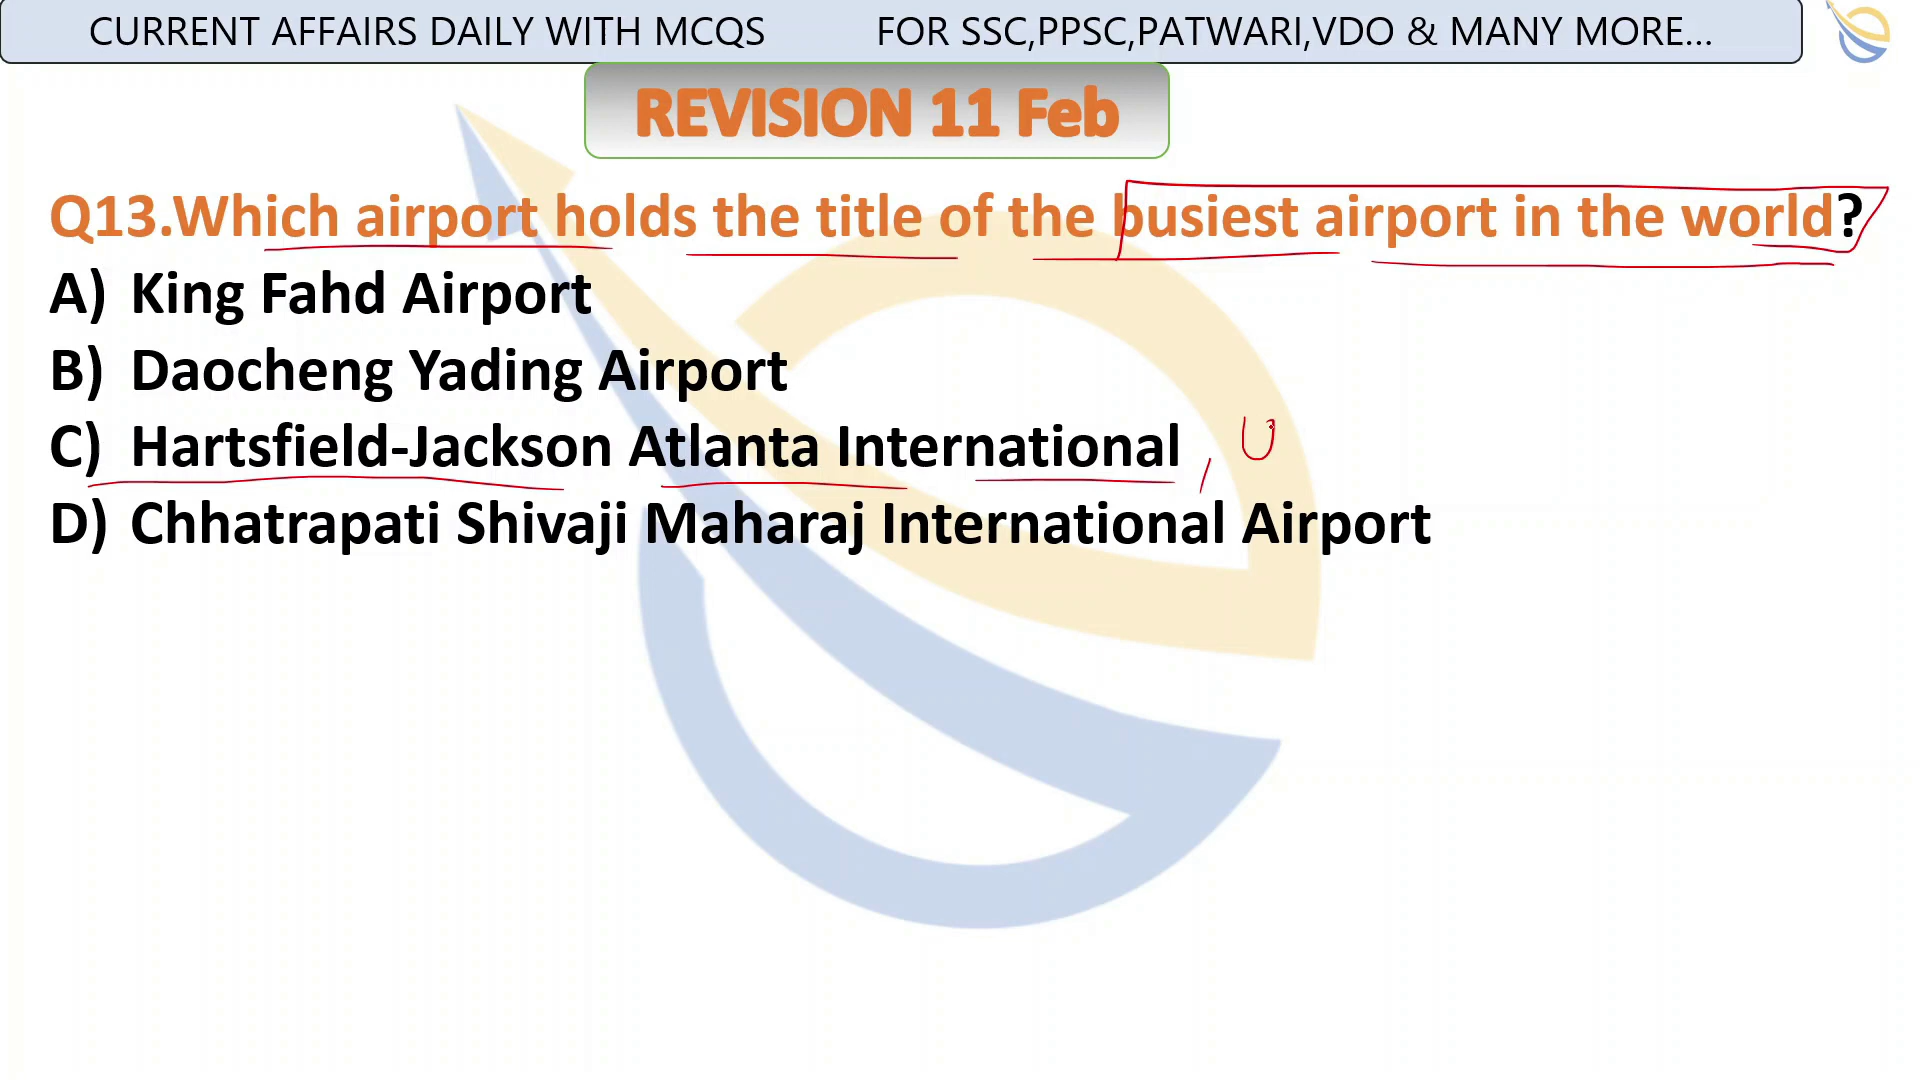 CURRENT AFFAIRS DAILY WITH MCQS FOR SSC,PPSC,PATWARI,VDO & MANY MORE...
REVISION 11 Feb
Q13.Which airport holds the title of the busiest airport in the world?
A) King Fahd Airport
B) Daocheng Yading Airport
C) Hartsfield-Jackson Atlanta International , U
D) Chhatrapati Shivaji Maharaj International Airport